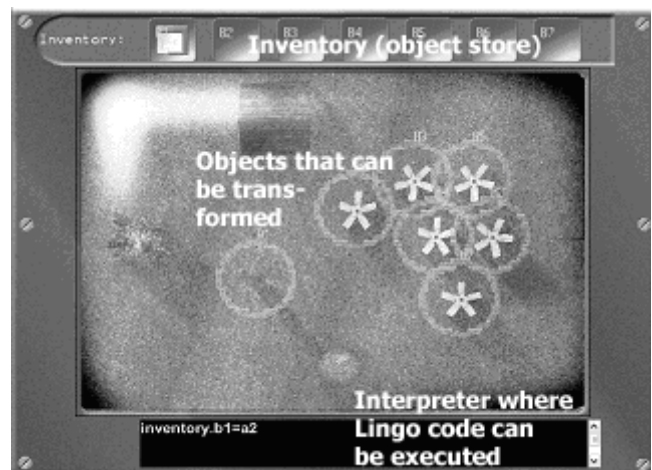 Inventory:
B2 B3 B4 B5 B6 B7
Inventory (object store)
Objects that can
be trans-
formed
Interpreter where
inventory.b1=a2
Lingo code can
be executed